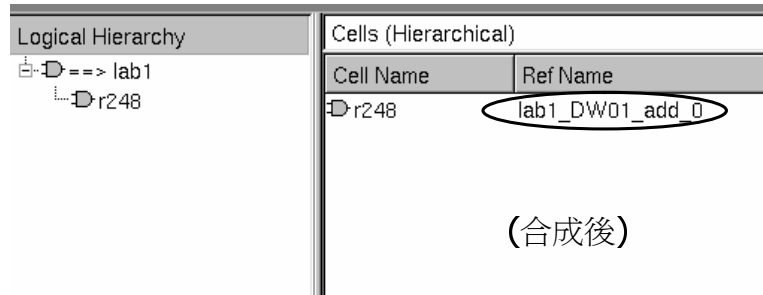 Logical Hierarchy
==> lab1
r248
Cells (Hierarchical)
Cell Name Ref Name
r248 lab1_DW01_add_0
(合成後)